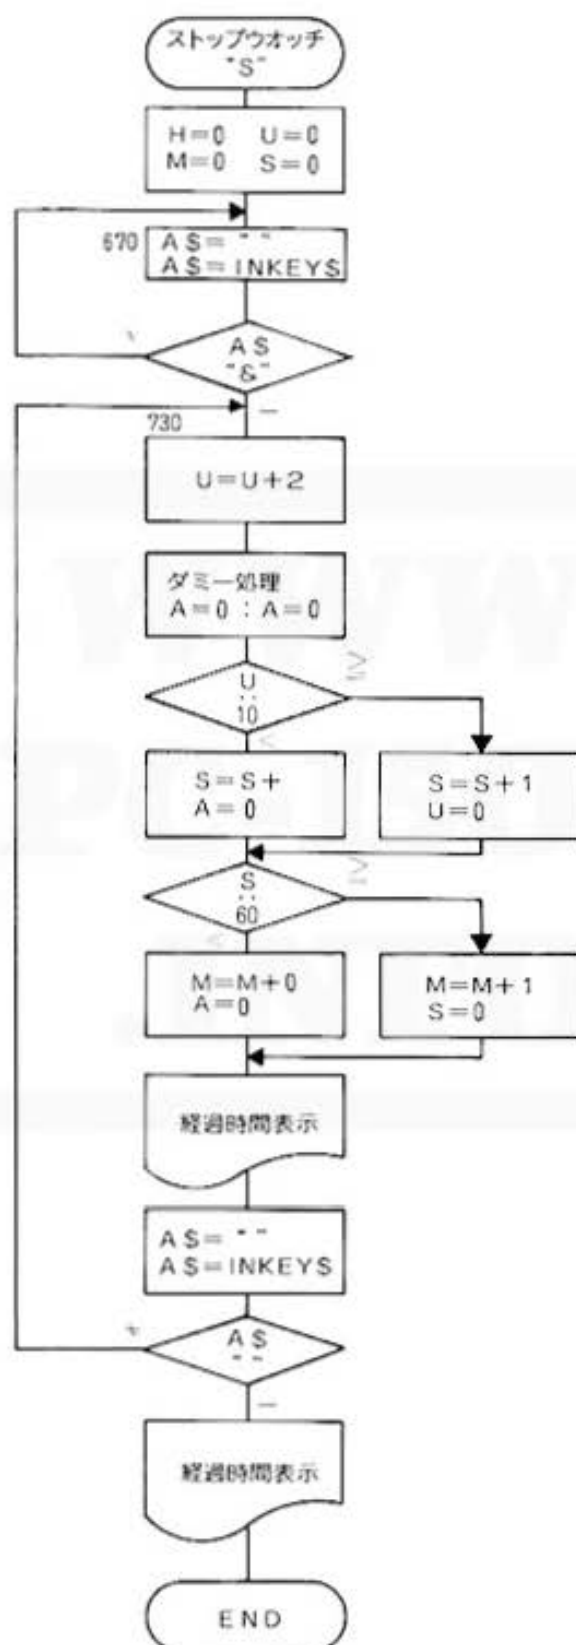 ストップウオッチ
"S"
H=0 U=0
M=0 S=0
670
A$=" "
A$=INKEY$
A$
"&"
730
U=U+2
ダミー処理
A=0 : A=0
≧
U
:
10
<
S=S+
A=0
S=S+1
U=0
≧
S
:
60
<
M=M+0
A=0
M=M+1
S=0
経過時間表示
A$=" "
A$=INKEY$
A$
" "
経過時間表示
END